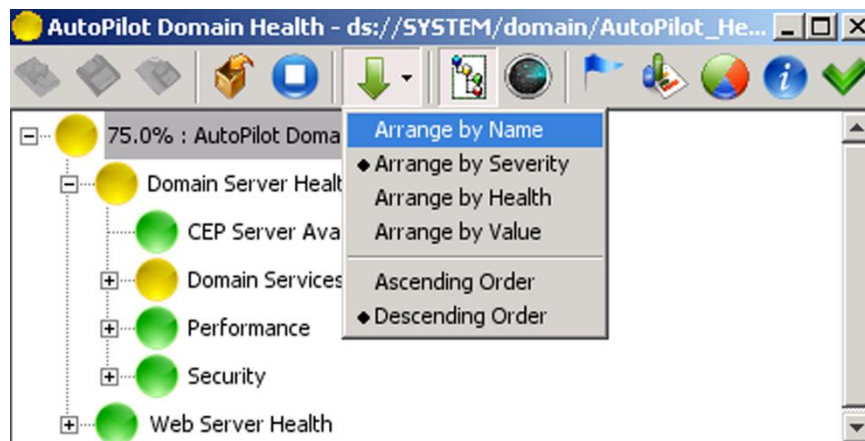 AutoPilot Domain Health - ds://SYSTEM/domain/AutoPilot_He...
75.0% : AutoPilot Doma
Arrange by Name
Arrange by Severity
Domain Server Healt
Arrange by Health
CEP Server Ava
Arrange by Value
Domain Services
Ascending Order
Performance
Descending Order
Security
Web Server Health